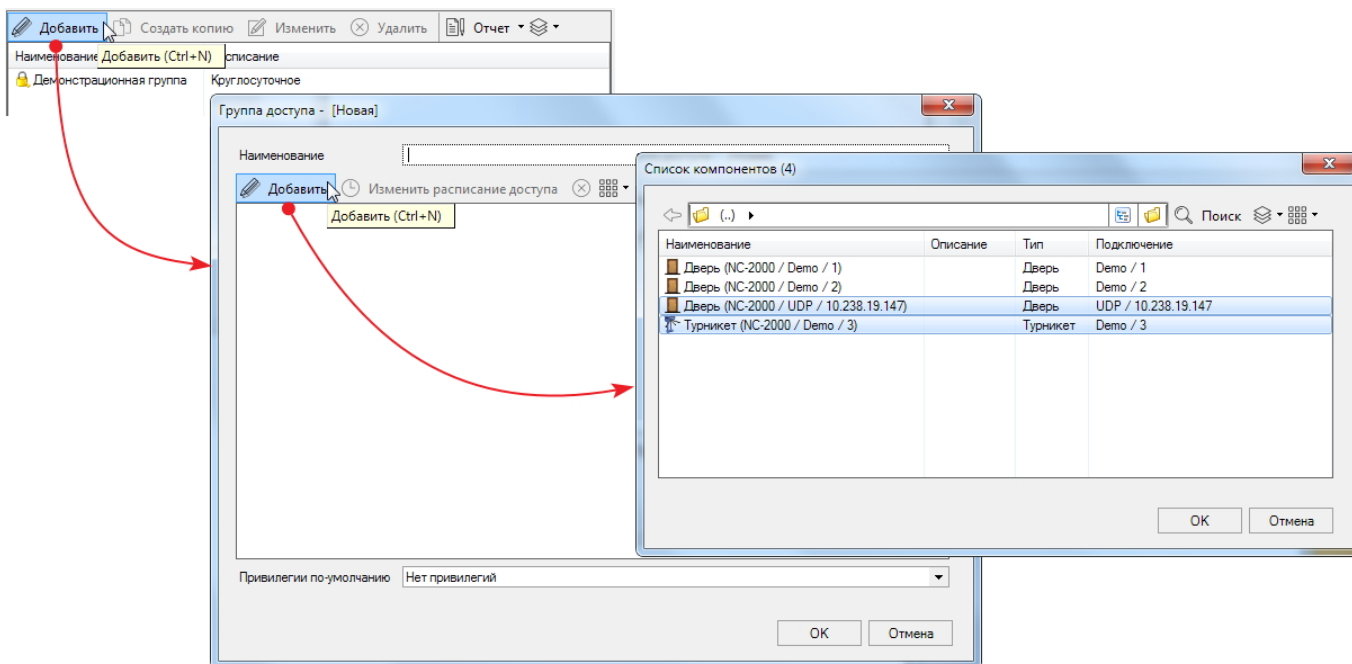 Добавить Создать копию Изменить Удалить Отчет
Наименование Добавить (Ctrl+N) списание
Демонстрационная группа Круглосуточное
Группа доступа - [Новая]
Наименование
Добавить Изменить расписание доступа
Добавить (Ctrl+N)
Список компонентов (4)
(..) Поиск
Наименование Описание Тип Подключение
Дверь (NC-2000 / Demo / 1) Дверь Demo / 1
Дверь (NC-2000 / Demo / 2) Дверь Demo / 2
Дверь (NC-2000 / UDP / 10.238.19.147) Дверь UDP / 10.238.19.147
Турникет (NC-2000 / Demo / 3) Турникет Demo / 3
OK Отмена
Привилегии по-умолчанию Нет привилегий
OK Отмена